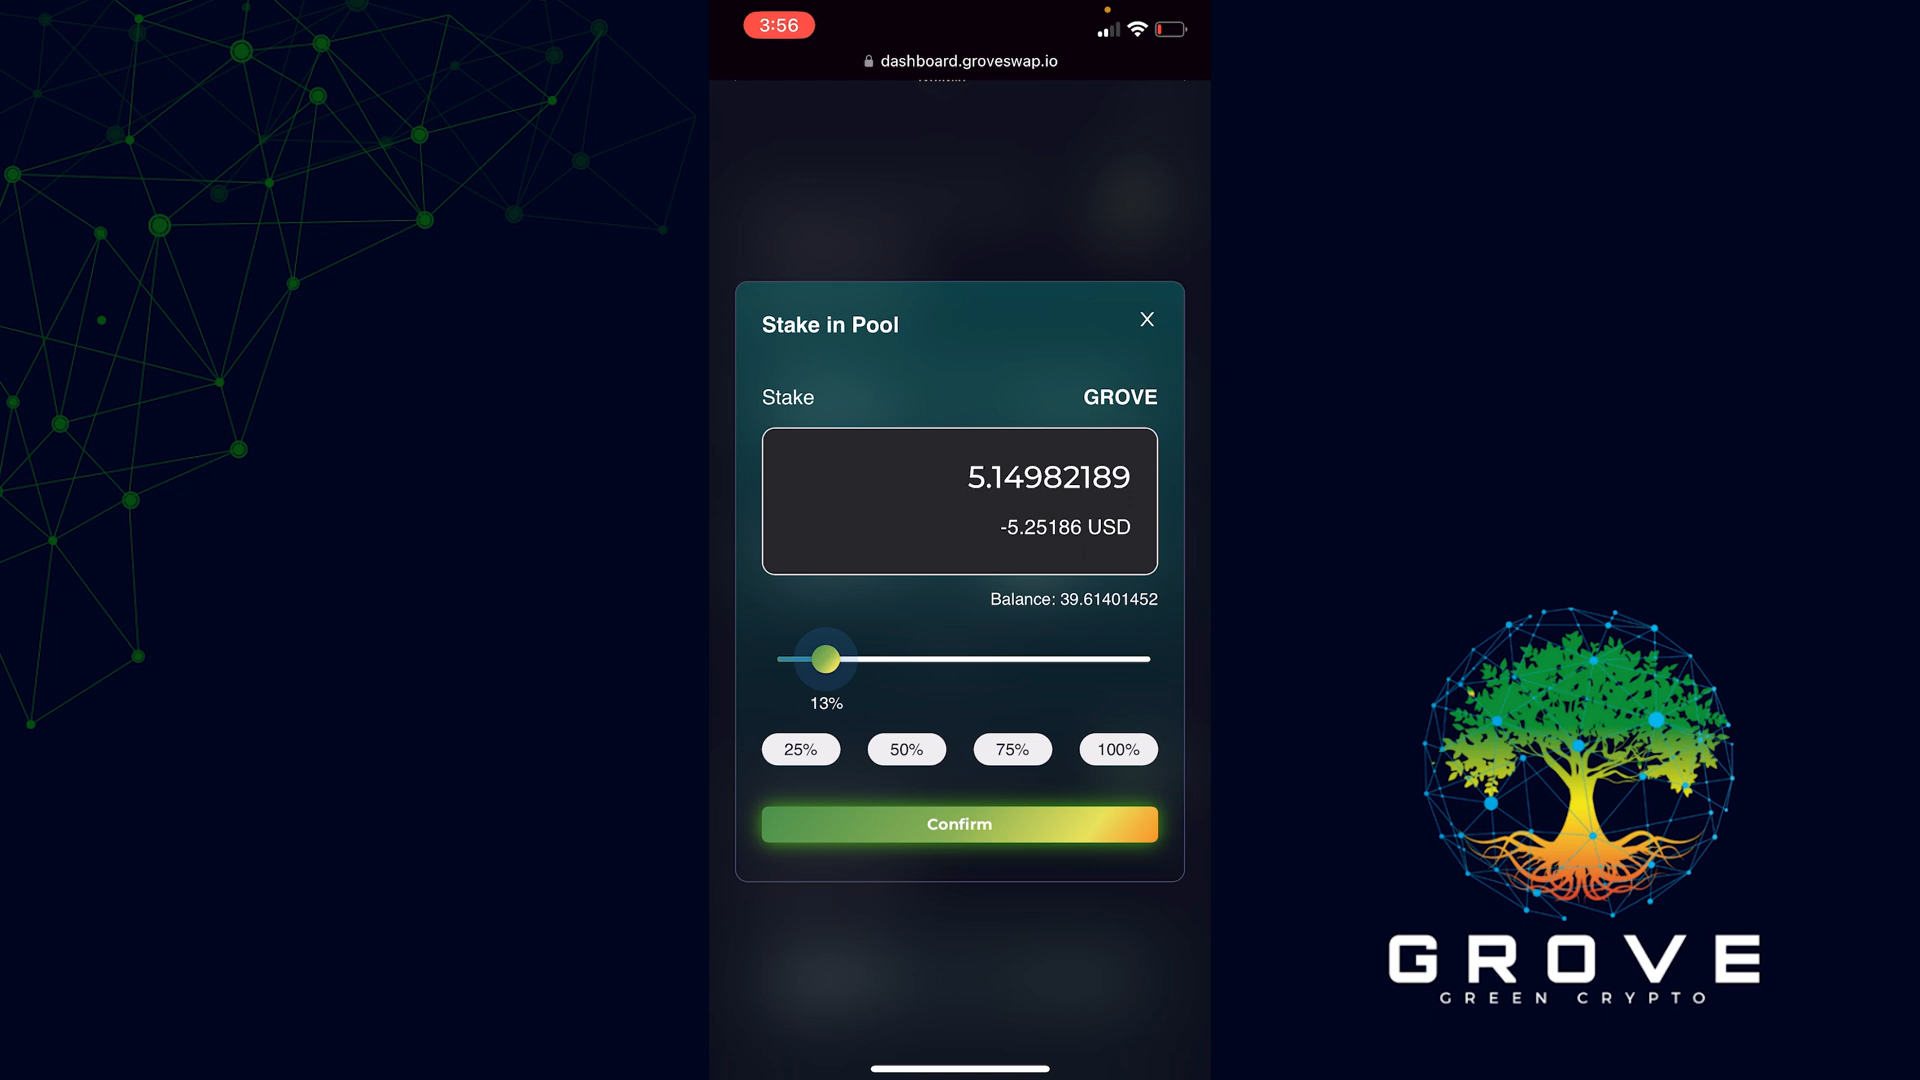 3:56
dashboard.groveswap.io
Stake in Pool
X
Stake
GROVE
5.14982189
-5.25186 USD
Balance: 39.61401452
13%
25%
50%
75%
100%
Confirm
GROVE
GREEN CRYPTO